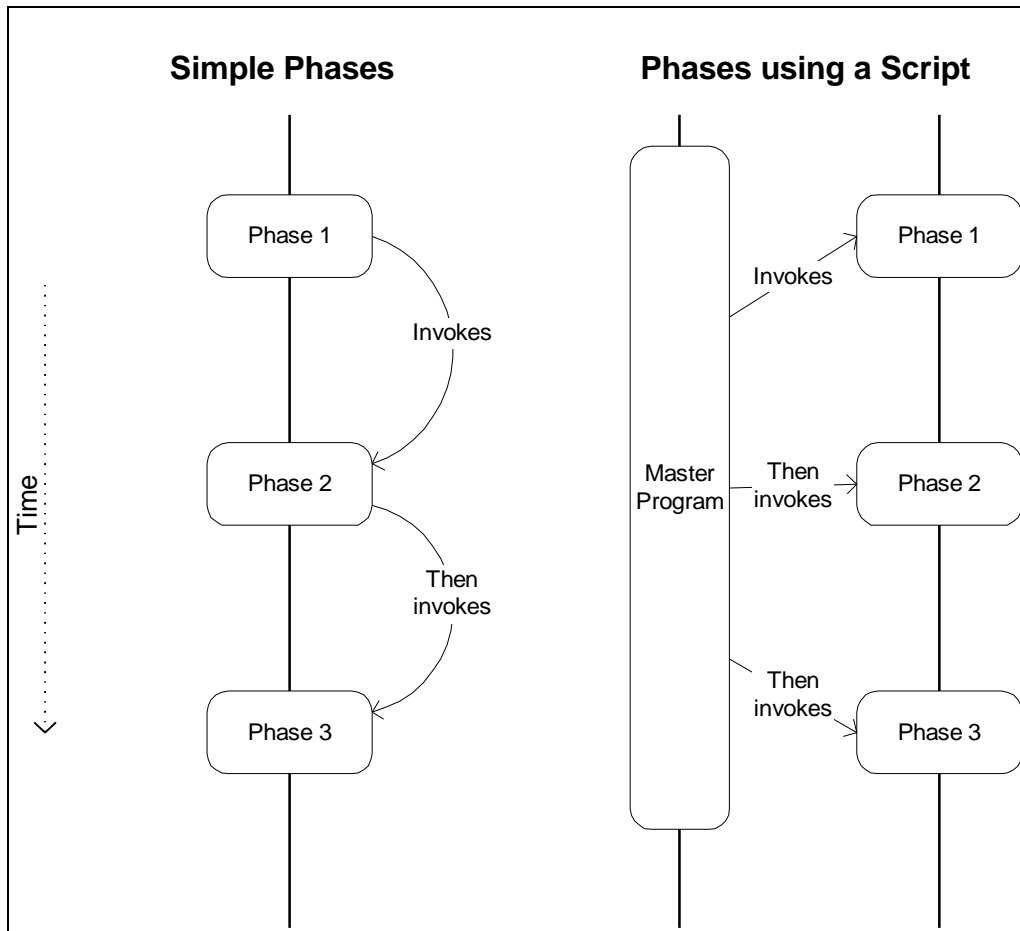 Simple Phases
Phases using a Script
Phase 1
Phase 1
Invokes
Invokes
Time
Phase 2
Master
Program
Then
invokes
Phase 2
Then
invokes
Then
invokes
Phase 3
Phase 3